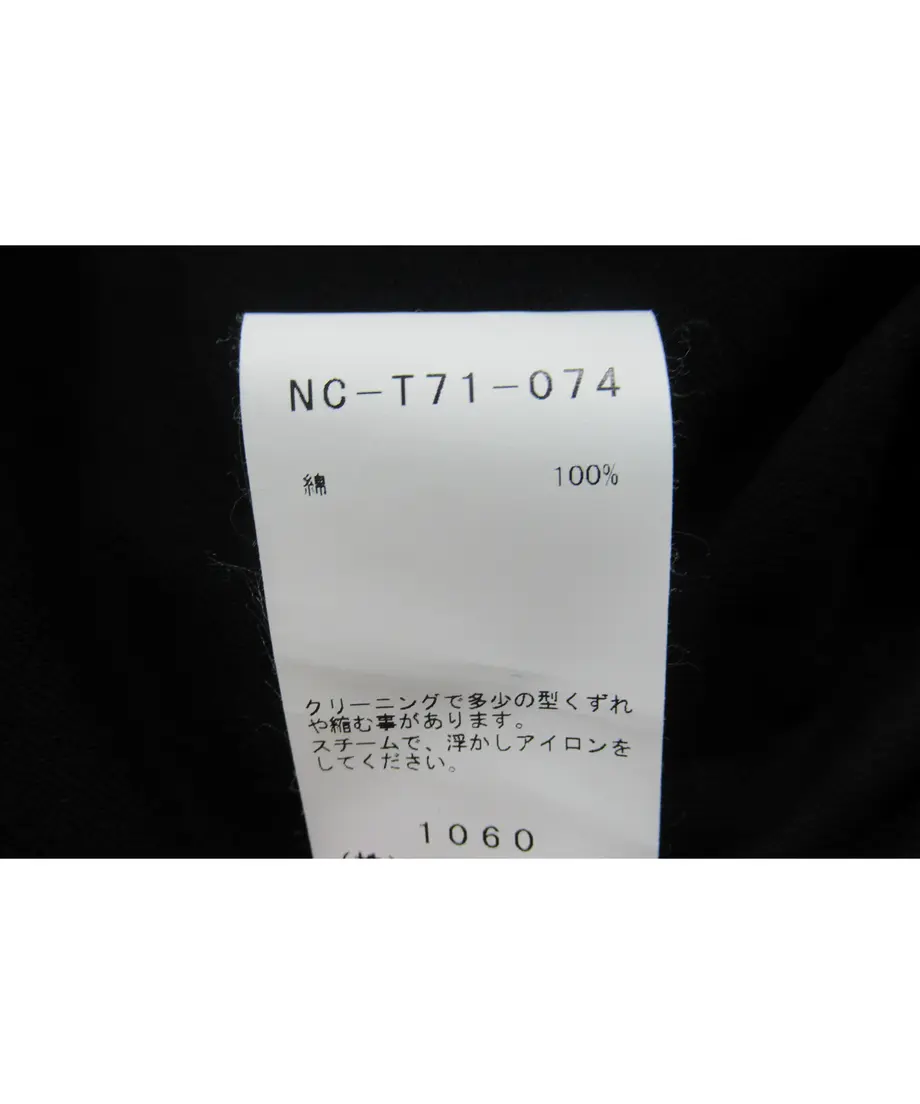 NC-T71-074
綿 100%
クリーニングで多少の型くずれ
や縮む事があります。
スチームで、浮かしアイロンを
してください。
1060